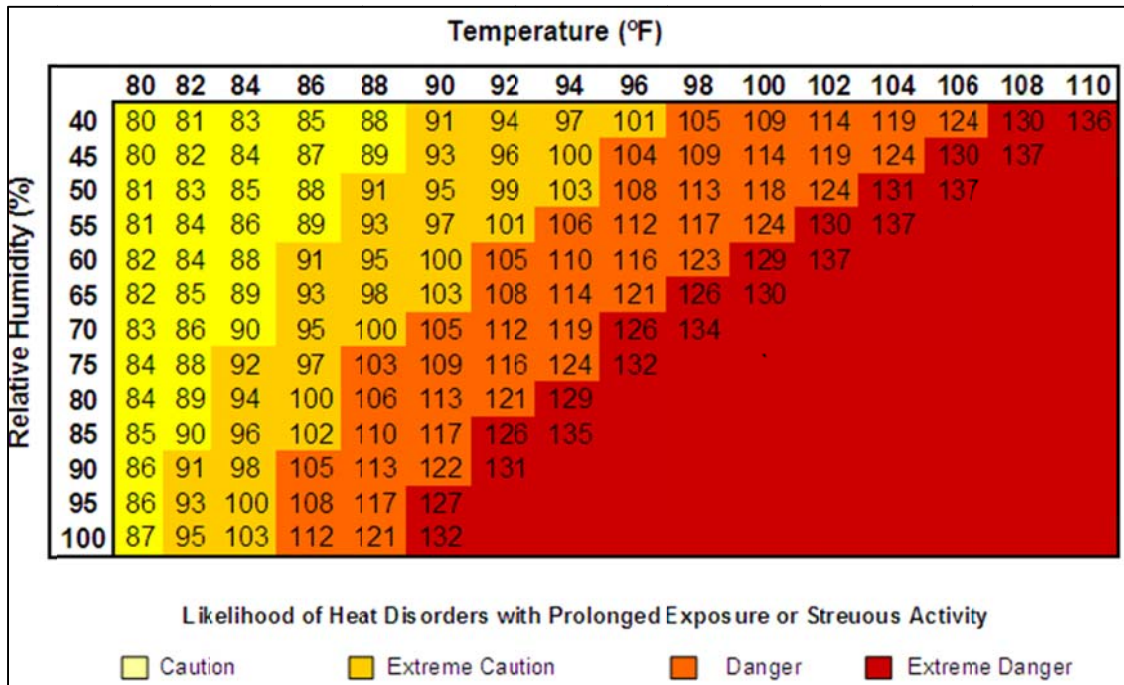 Temperature (°F)
80 82 84 86 88 90 92 94 96 98 100 102 104 106 108 110
Relative Humidity (%)
40 80 81 83 85 88 91 94 97 101 105 109 114 119 124 130 136
45 80 82 84 87 89 93 96 100 104 109 114 119 124 130 137
50 81 83 85 88 91 95 99 103 108 113 118 124 131 137
55 81 84 86 89 93 97 101 106 112 117 124 130 137
60 82 84 88 91 95 100 105 110 116 123 129 137
65 82 85 89 93 98 103 108 114 121 126 130
70 83 86 90 95 100 105 112 119 126 134
75 84 88 92 97 103 109 116 124 132
80 84 89 94 100 106 113 121 129
85 85 90 96 102 110 117 126 135
90 86 91 98 105 113 122 131
95 86 93 100 108 117 127
100 87 95 103 112 121 132
Likelihood of Heat Disorders with Prolonged Exposure or Streuous Activity
Caution Extreme Caution Danger Extreme Danger